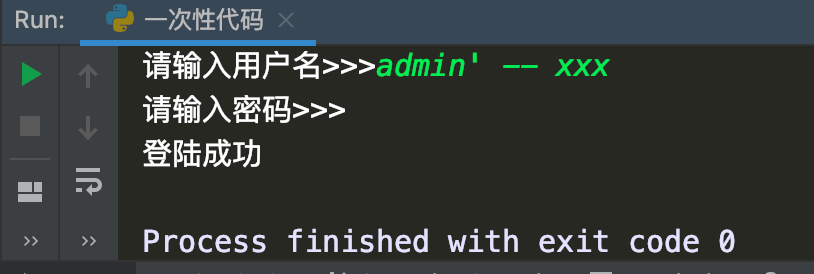 Run: 一次性代码
请输入用户名>>>admin' -- xxx
请输入密码>>>
登陆成功
Process finished with exit code 0